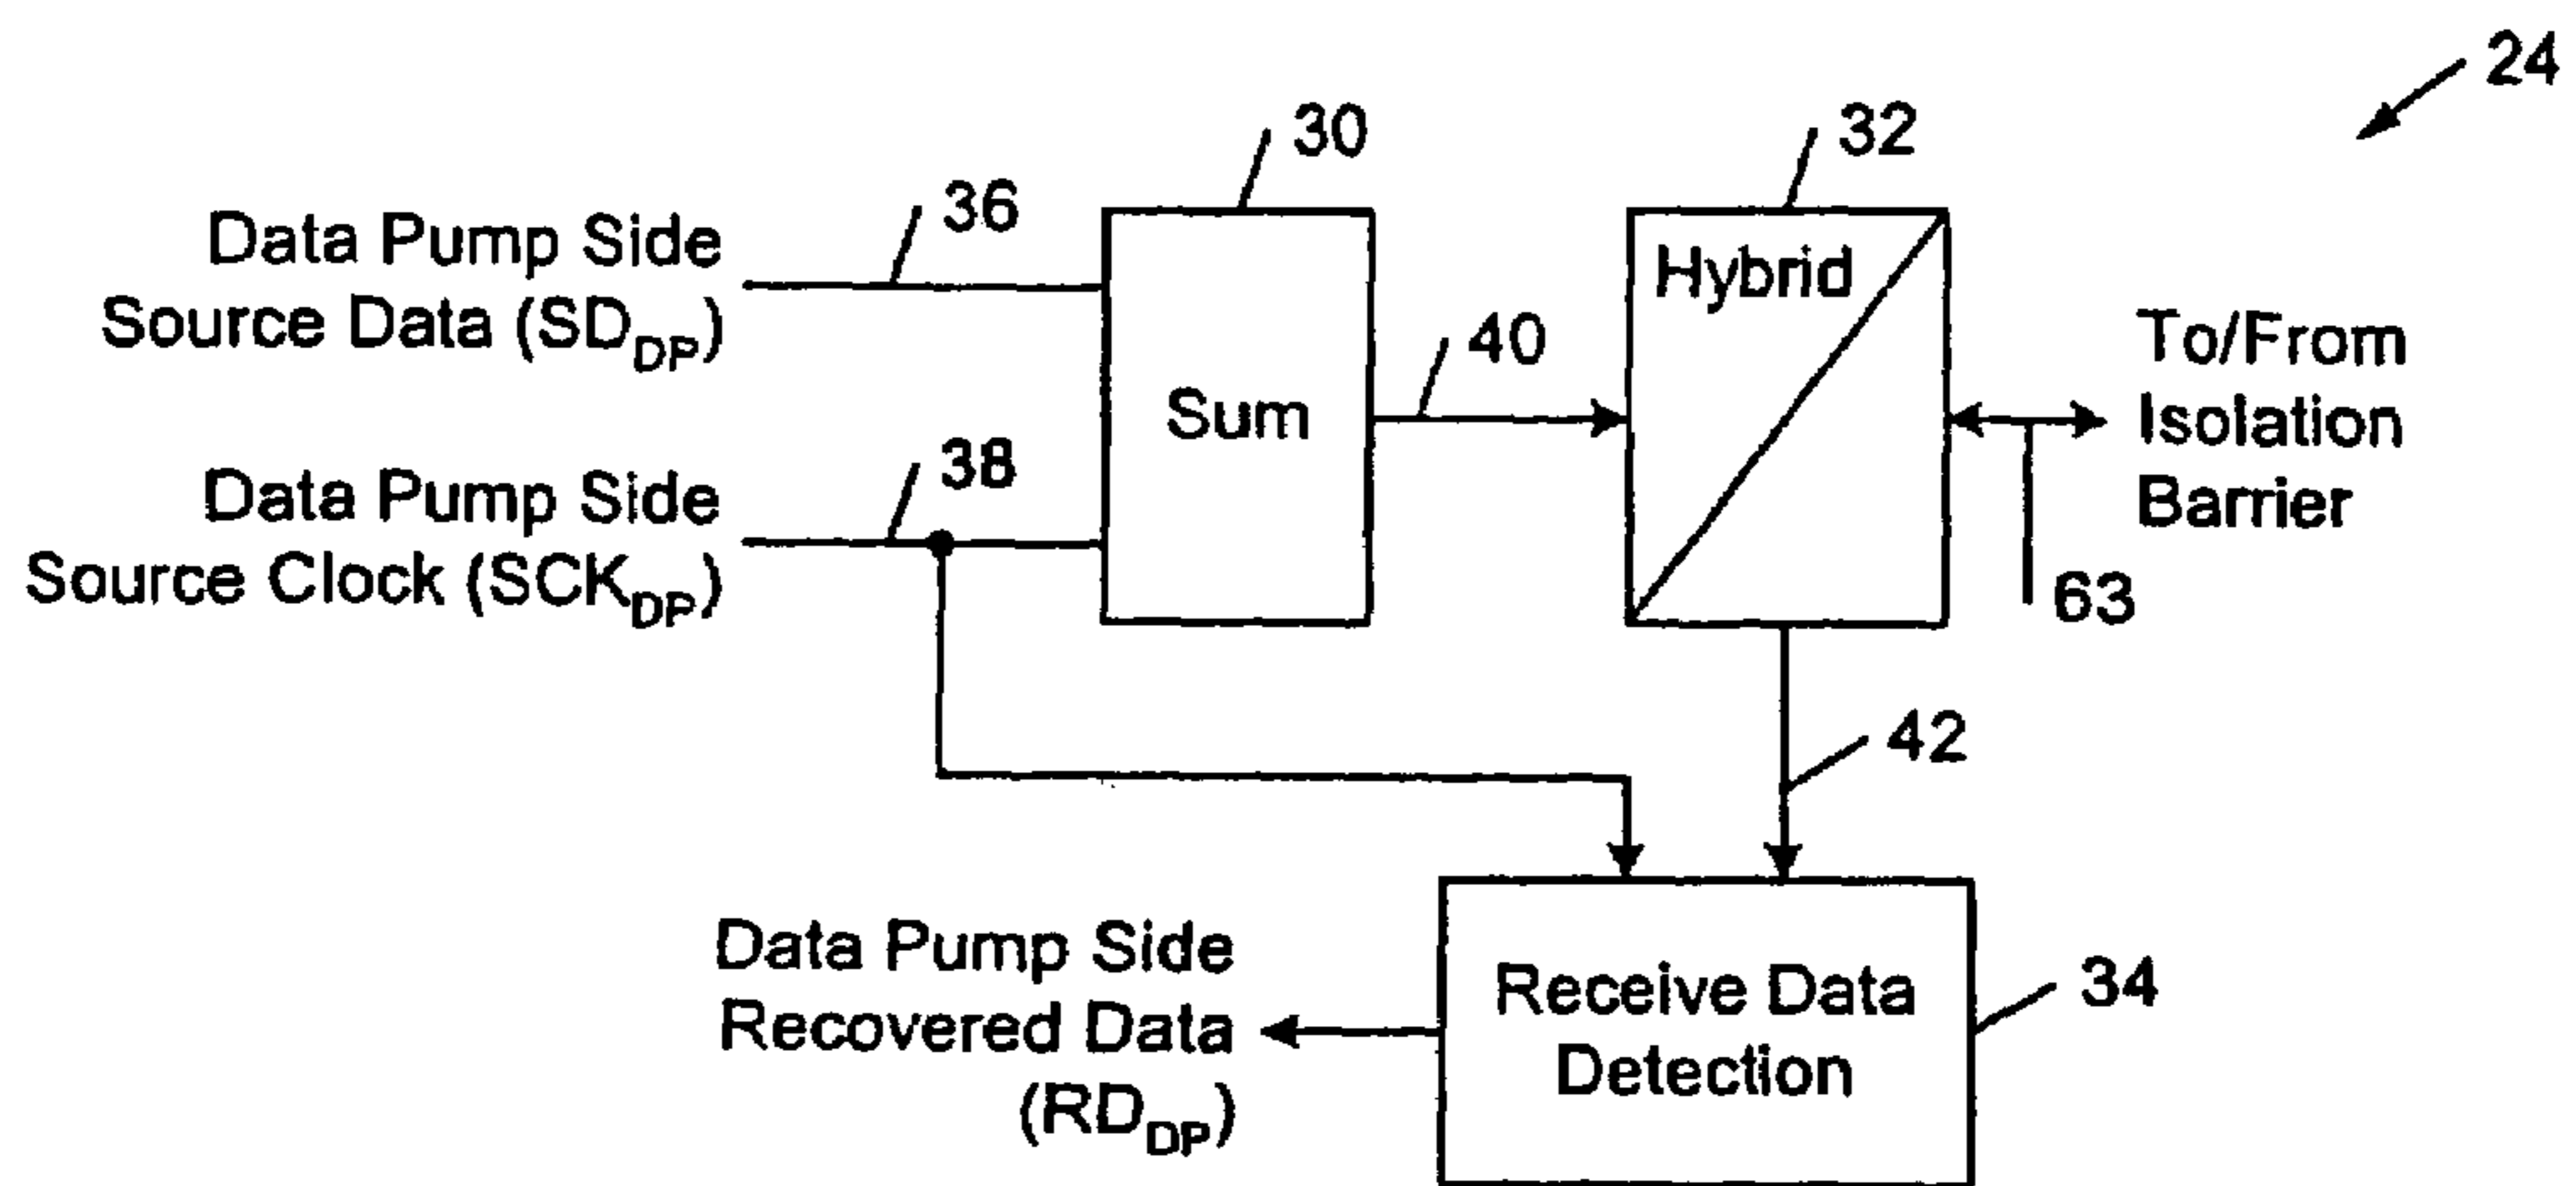 24
30
32
36
Data Pump Side
Source Data (SD_DP)
Hybrid
40
To/From
Isolation
Barrier
Sum
38
Data Pump Side
Source Clock (SCK_DP)
63
42
Data Pump Side
Recovered Data
(RD_DP)
Receive Data
Detection
34